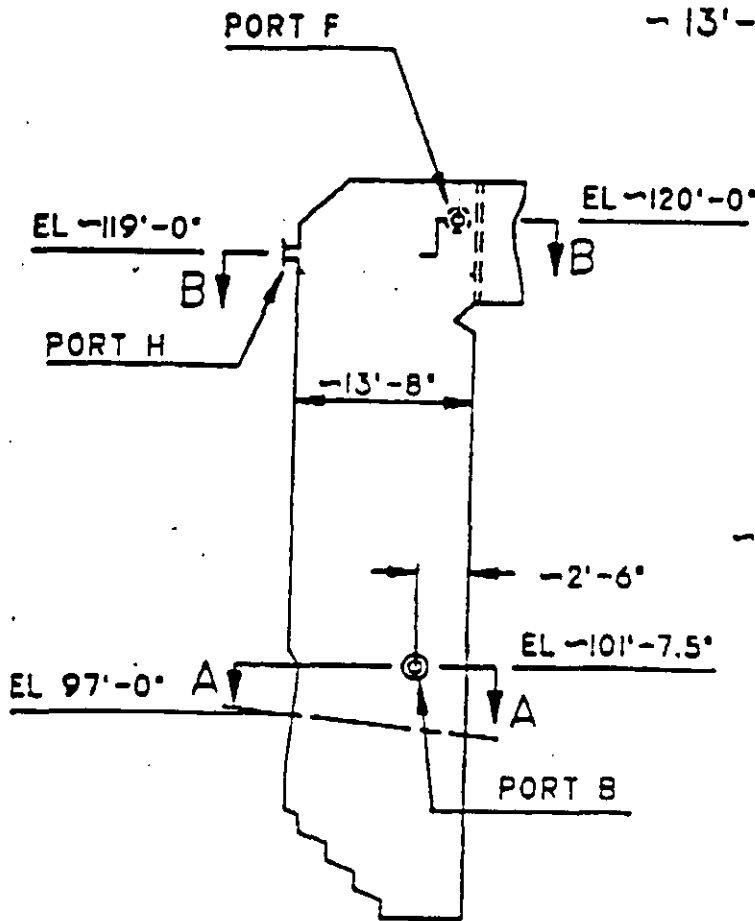 PORT F
~ 13'-
EL ~119'-0"
EL ~120'-0"
B
B
PORT H
~13'-8"
~
~2'-6"
EL ~101'-7.5"
EL 97'-0"
A
A
PORT B